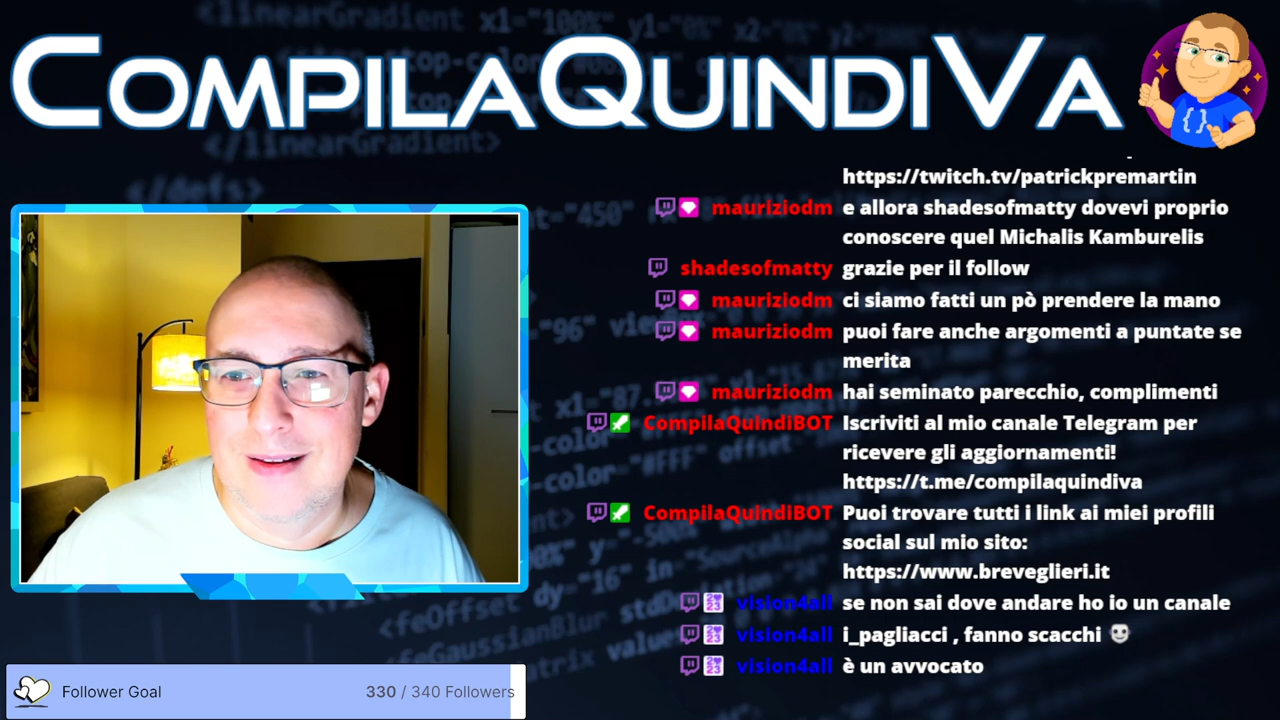 COMPILAQUINDIVA
https://twitch.tv/patrickpremartin
mauriziodm e allora shadesofmatty dovevi proprio
conoscere quel Michalis Kamburelis
shadesofmatty grazie per il follow
mauriziodm ci siamo fatti un pò prendere la mano
mauriziodm puoi fare anche argomenti a puntate se
merita
mauriziodm hai seminato parecchio, complimenti
CompilaQuIndiBOT Iscriviti al mio canale Telegram per
ricevere gli aggiornamenti!
https://t.me/compilaquindiva
CompilaQuIndiBOT Puoi trovare tutti i link ai miei profili
social sul mio sito:
https://www.breveglieri.it
vision4all se non sai dove andare ho io un canale
vision4all i_pagliacci , fanno scacchi
vision4all è un avvocato
Follower Goal 330 / 340 Followers